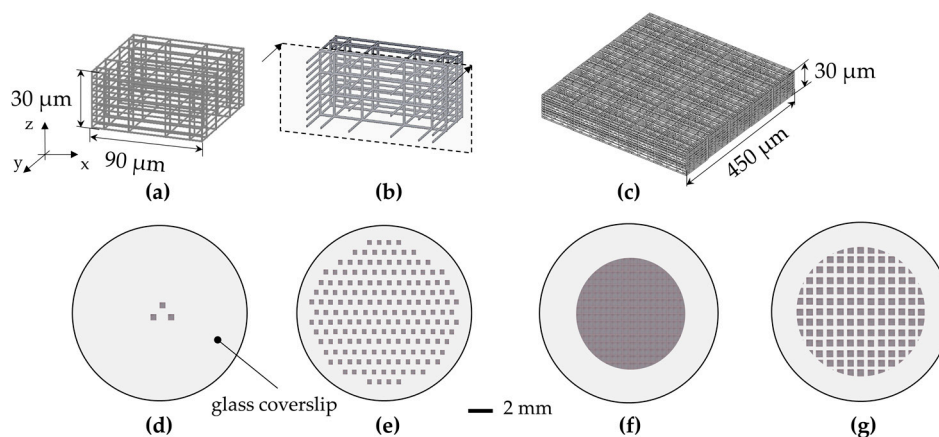 30 µm
z
y
x
90 µm
(a)
(b)
30 µm
450 µm
(c)
glass coverslip
2 mm
(d)
(e)
(f)
(g)